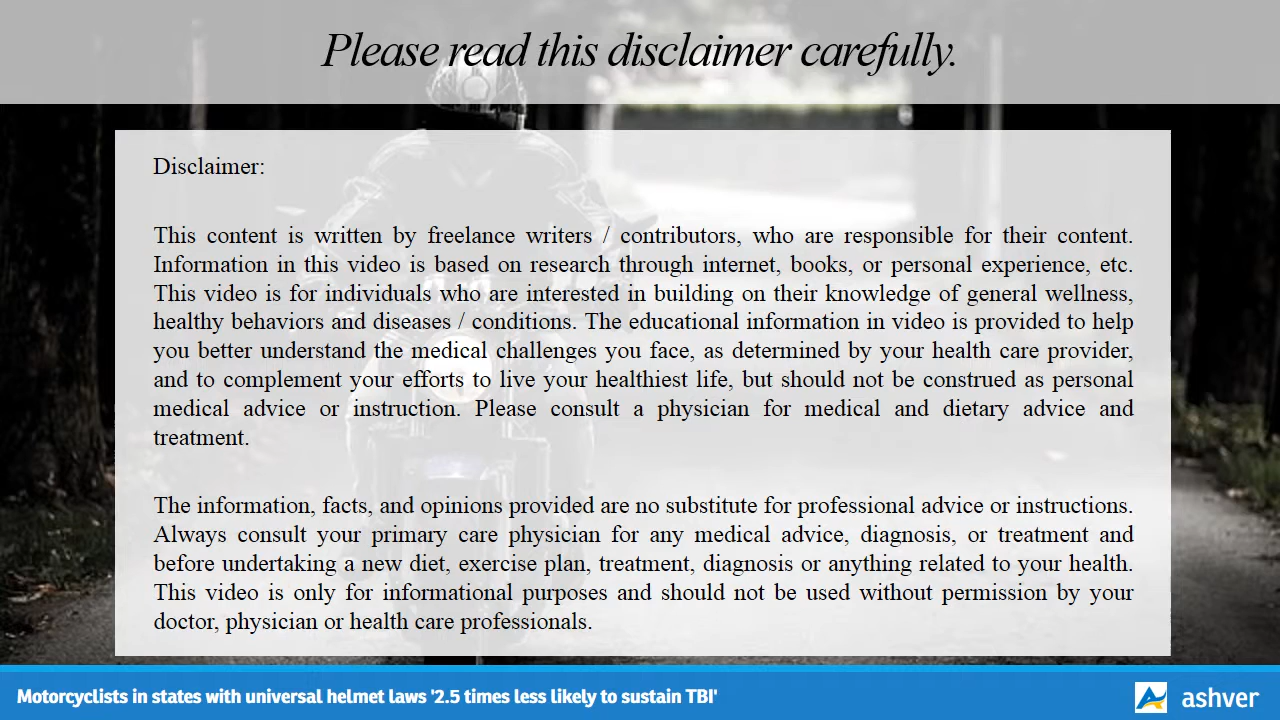 Please read this disclaimer carefully.
Disclaimer:
This content is written by freelance writers / contributors, who are responsible for their content.
Information in this video is based on research through internet, books, or personal experience, etc.
This video is for individuals who are interested in building on their knowledge of general wellness,
healthy behaviors and diseases / conditions. The educational information in video is provided to help
you better understand the medical challenges you face, as determined by your health care provider,
and to complement your efforts to live your healthiest life, but should not be construed as personal
medical advice or instruction. Please consult a physician for medical and dietary advice and
treatment.
The information, facts, and opinions provided are no substitute for professional advice or instructions.
Always consult your primary care physician for any medical advice, diagnosis, or treatment and
before undertaking a new diet, exercise plan, treatment, diagnosis or anything related to your health.
This video is only for informational purposes and should not be used without permission by your
doctor, physician or health care professionals.
Motorcyclists in states with universal helmet laws '2.5 times less likely to sustain TBI'
ashver